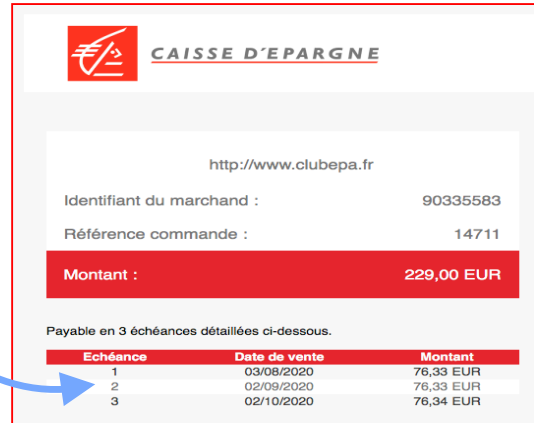 CAISSE D'EPARGNE
http://www.clubepa.fr
Identifiant du marchand : 90335583
Référence commande : 14711
Montant : 229,00 EUR
Payable en 3 échéances détaillées ci-dessous.
Echéance Date de vente Montant
1 03/08/2020 76,33 EUR
2 02/09/2020 76,33 EUR
3 02/10/2020 76,34 EUR